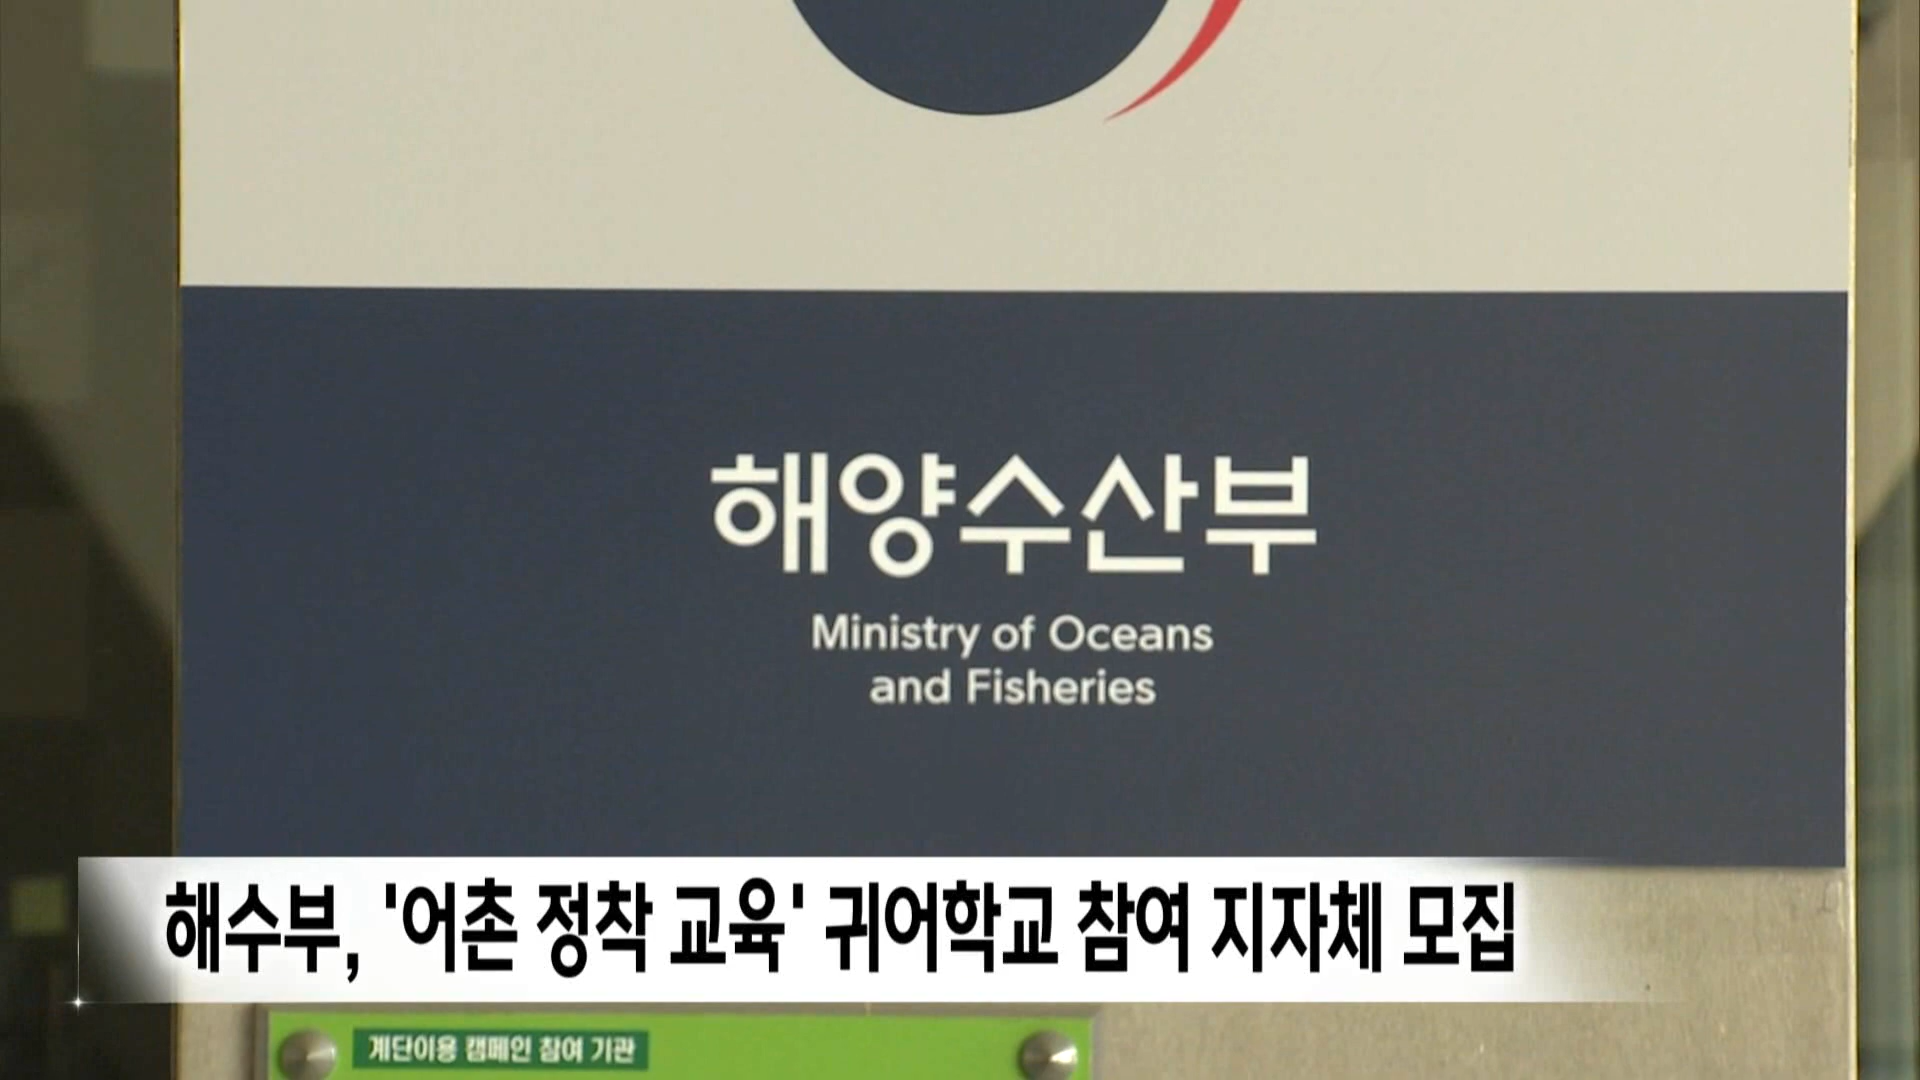 해양수산부
Ministry of Oceans
and Fisheries
해수부, '어촌 정착 교육' 귀어학교 참여 지자체 모집
계단이용 캠페인 참여 기관